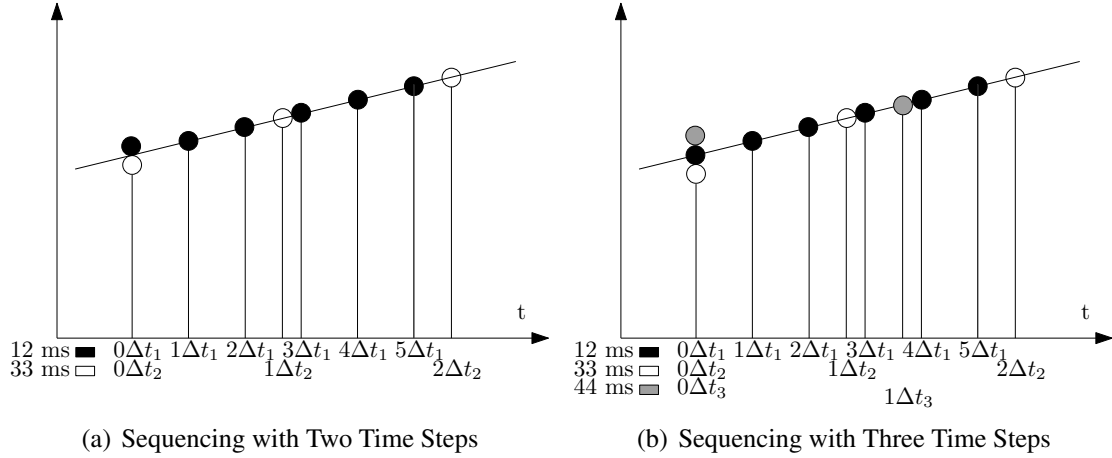 t
12 ms 0Δt₁ 1Δt₁ 2Δt₁ 3Δt₁ 4Δt₁ 5Δt₁
33 ms 0Δt₂ 1Δt₂ 2Δt₂
(a) Sequencing with Two Time Steps
t
12 ms 0Δt₁ 1Δt₁ 2Δt₁ 3Δt₁ 4Δt₁ 5Δt₁
33 ms 0Δt₂ 1Δt₂ 2Δt₂
44 ms 0Δt₃ 1Δt₃
(b) Sequencing with Three Time Steps